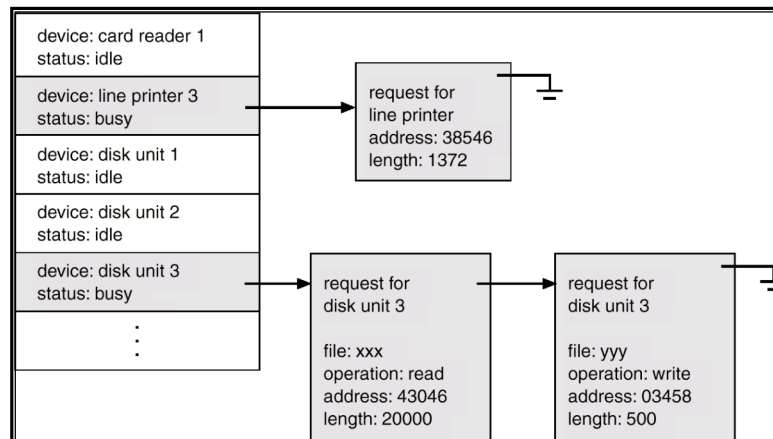 device: card reader 1
status: idle
device: line printer 3
status: busy
device: disk unit 1
status: idle
device: disk unit 2
status: idle
device: disk unit 3
status: busy
request for
line printer
address: 38546
length: 1372
request for
disk unit 3
file: xxx
operation: read
address: 43046
length: 20000
request for
disk unit 3
file: yyy
operation: write
address: 03458
length: 500